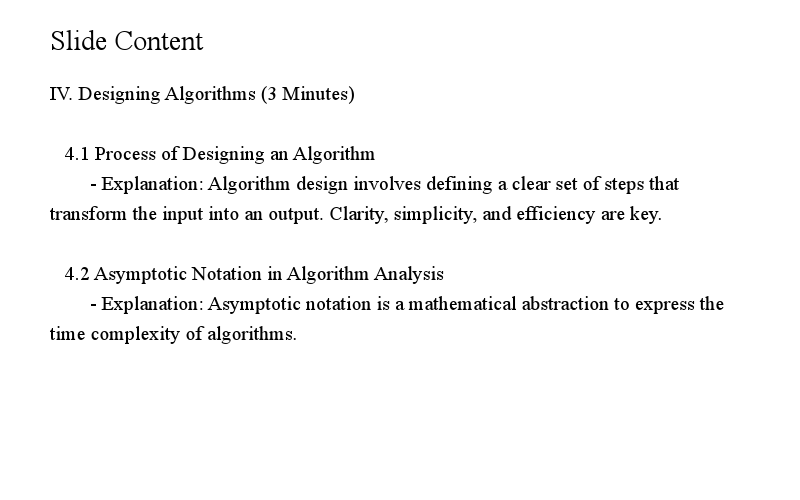 Slide Content
IV. Designing Algorithms (3 Minutes)
4.1 Process of Designing an Algorithm
- Explanation: Algorithm design involves defining a clear set of steps that
transform the input into an output. Clarity, simplicity, and efficiency are key.
4.2 Asymptotic Notation in Algorithm Analysis
- Explanation: Asymptotic notation is a mathematical abstraction to express the
time complexity of algorithms.